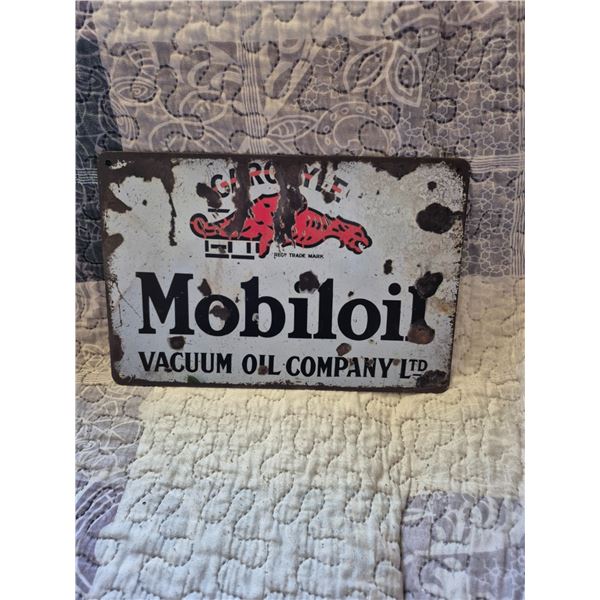 GARGOYLE
REGD TRADE MARK
Mobiloil
VACUUM OIL COMPANY LTD